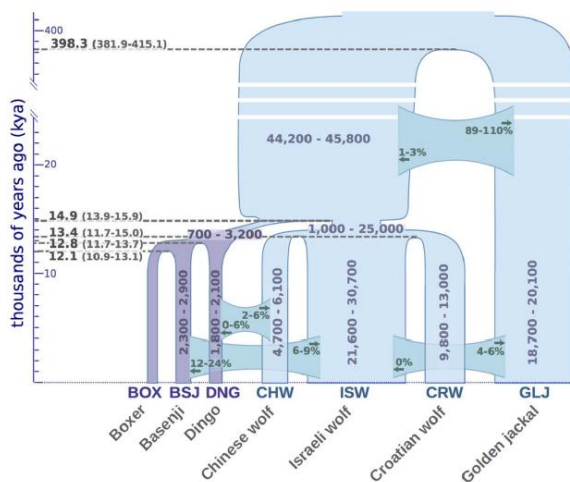 400
398.3 (381.9-415.1)
89-110%
44,200 - 45,800
1-3%
20
14.9 (13.9-15.9)
13.4 (11.7-15.0)
12.8 (11.7-13.7)
12.1 (10.9-13.1)
700 - 3,200
1,000 - 25,000
10
thousands of years ago (kya)
2,300 - 2,900
1,800 - 2,100
2-6%
0-6%
12-24%
4,700 - 6,100
6-9%
21,600 - 30,700
0%
9,800 - 13,000
4-6%
18,700 - 20,100
BOX BSJ DNG CHW ISW CRW GLJ
Boxer
Basenji
Dingo
Chinese wolf
Israeli wolf
Croatian wolf
Golden jackal